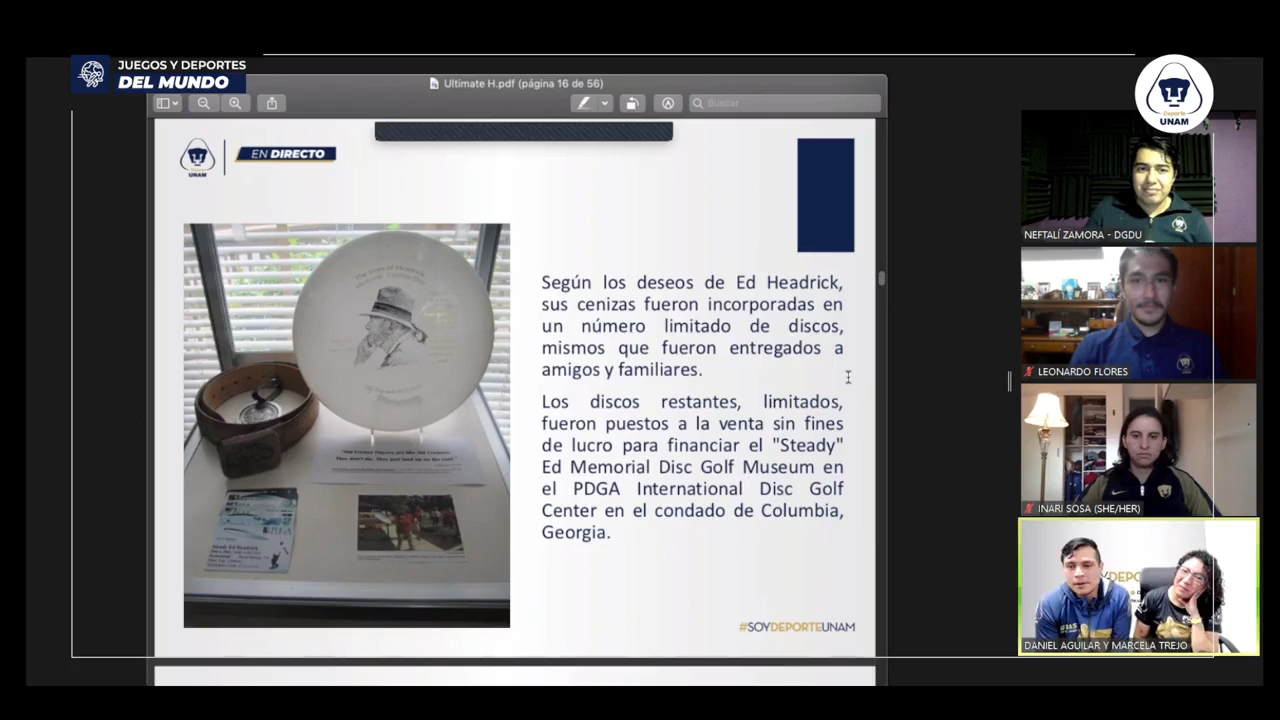 JUEGOS Y DEPORTES
DEL MUNDO
Ultimate H.pdf (página 16 de 56)
Buscar
Deporte
UNAM
UNAM
EN DIRECTO
Según los deseos de Ed Headrick,
sus cenizas fueron incorporadas en
un número limitado de discos,
mismos que fueron entregados a
amigos y familiares.
Los discos restantes, limitados,
fueron puestos a la venta sin fines
de lucro para financiar el "Steady"
Ed Memorial Disc Golf Museum en
el PDGA International Disc Golf
Center en el condado de Columbia,
Georgia.
#SOYDEPORTEUNAM
NEFTALÍ ZAMORA - DGDU
LEONARDO FLORES
INARI SOSA (SHE/HER)
DANIEL AGUILAR Y MARCELA TREJO